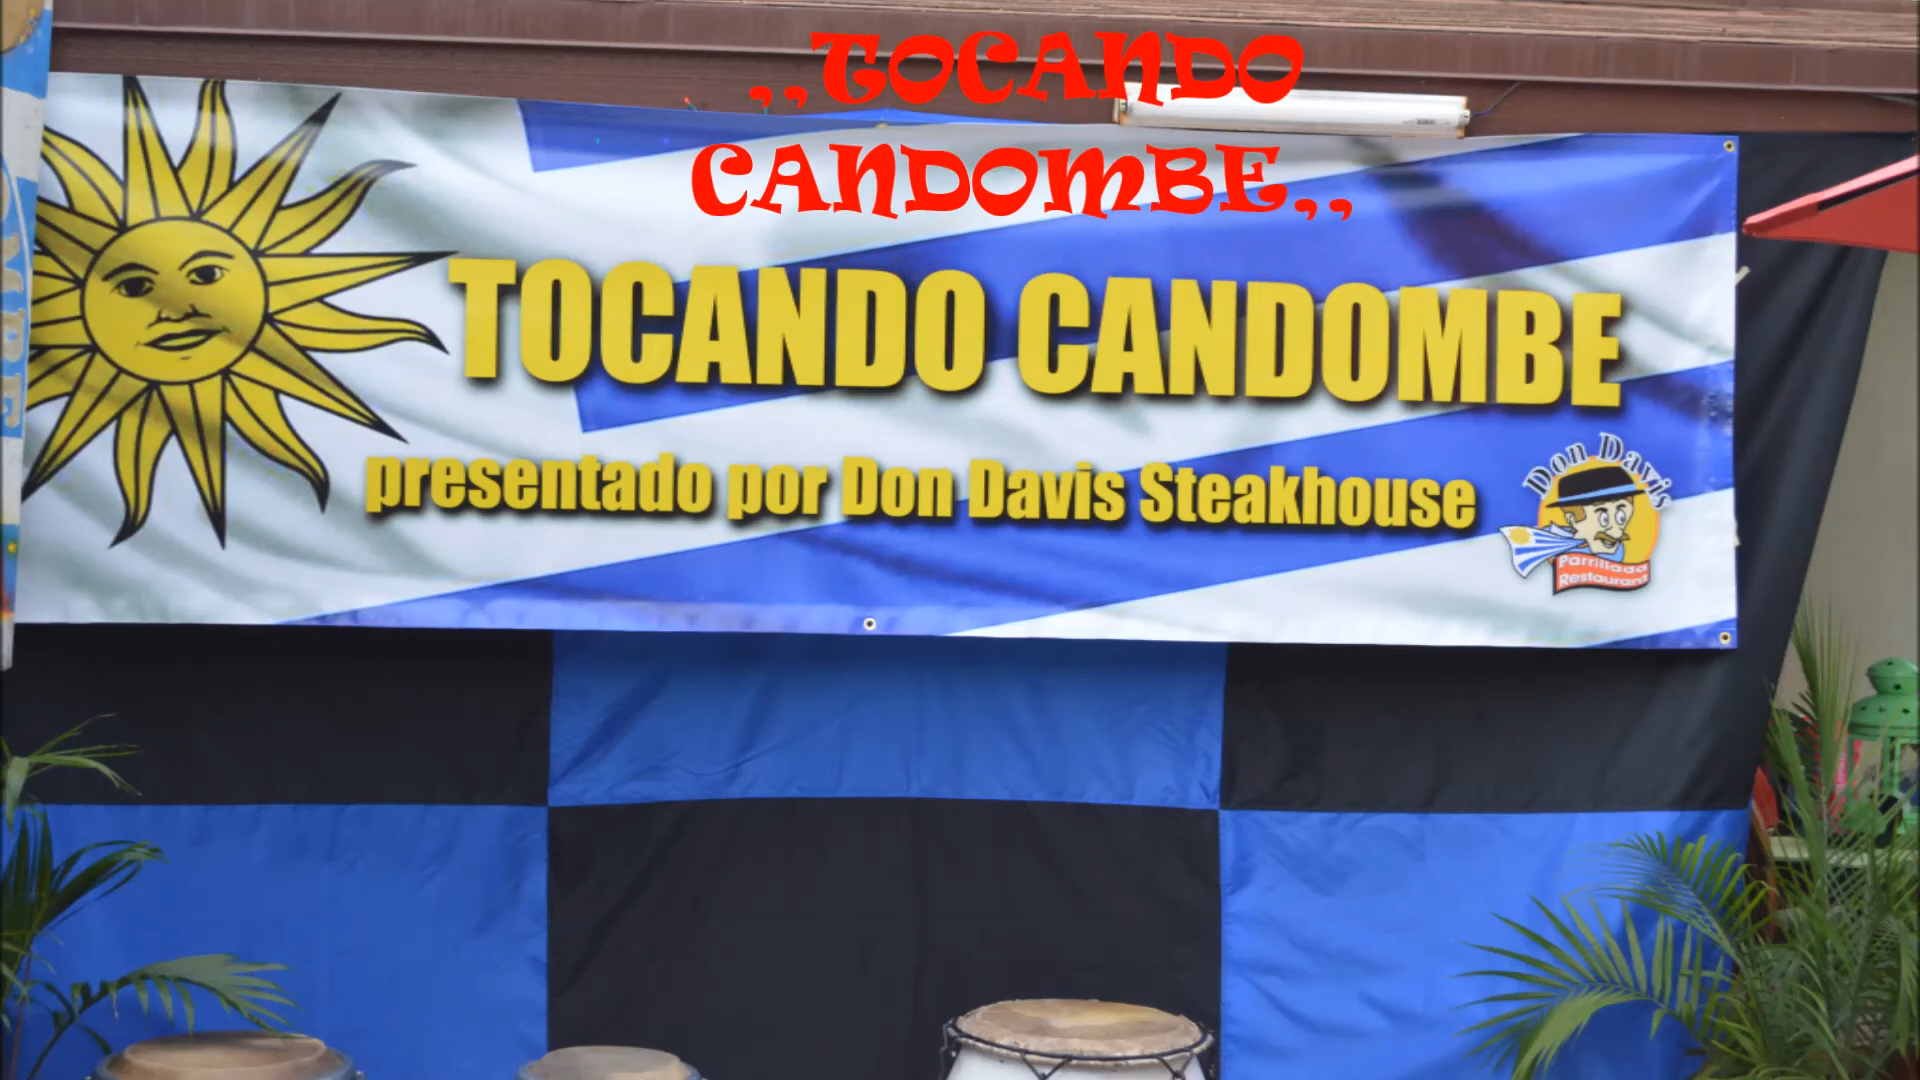 ,,TOCANDO
CANDOMBE,,
TOCANDO CANDOMBE
presentado por Don Davis Steakhouse
Don Davis
Parrillada
Restaurant